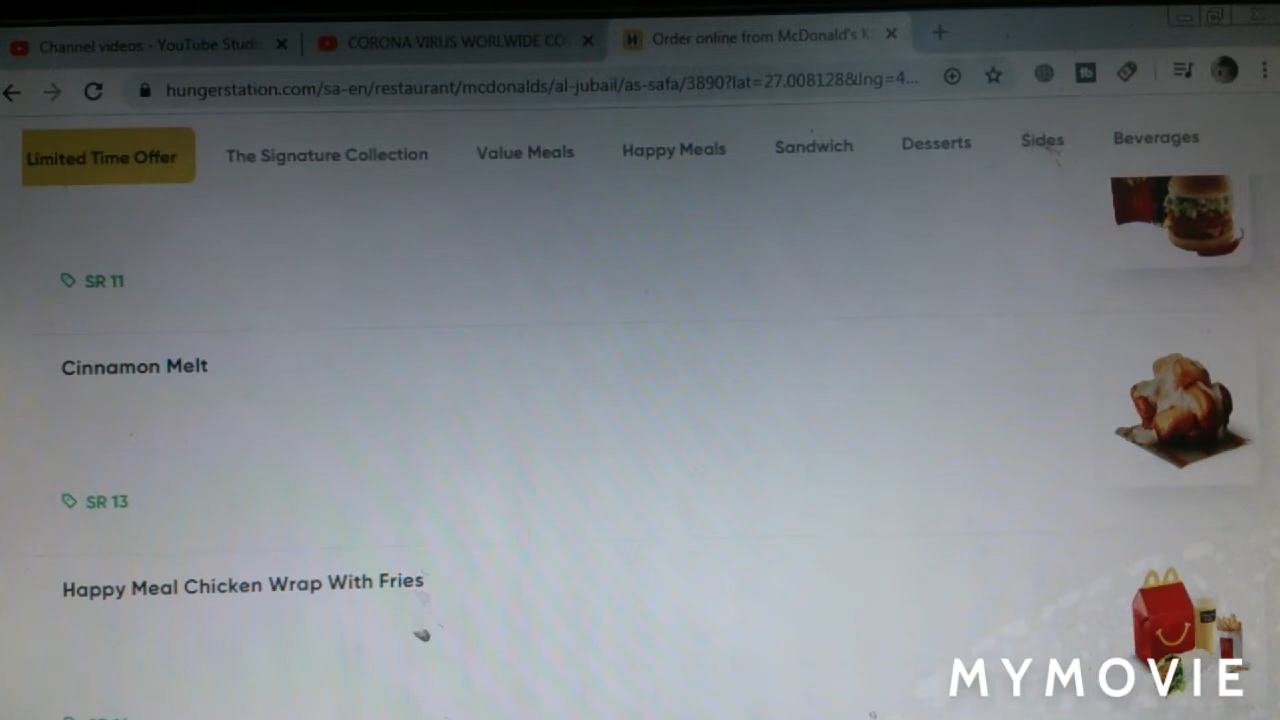 Channel videos - YouTube Studi
CORONA VIRUS WORLWIDE CO
Order online from McDonald's K
hungerstation.com/sa-en/restaurant/mcdonalds/al-jubail/as-safa/3890?lat=27.008128&lng=4...
Limited Time Offer
The Signature Collection
Value Meals
Happy Meals
Sandwich
Desserts
Sides
Beverages
SR 11
Cinnamon Melt
SR 13
Happy Meal Chicken Wrap With Fries
MYMOVIE